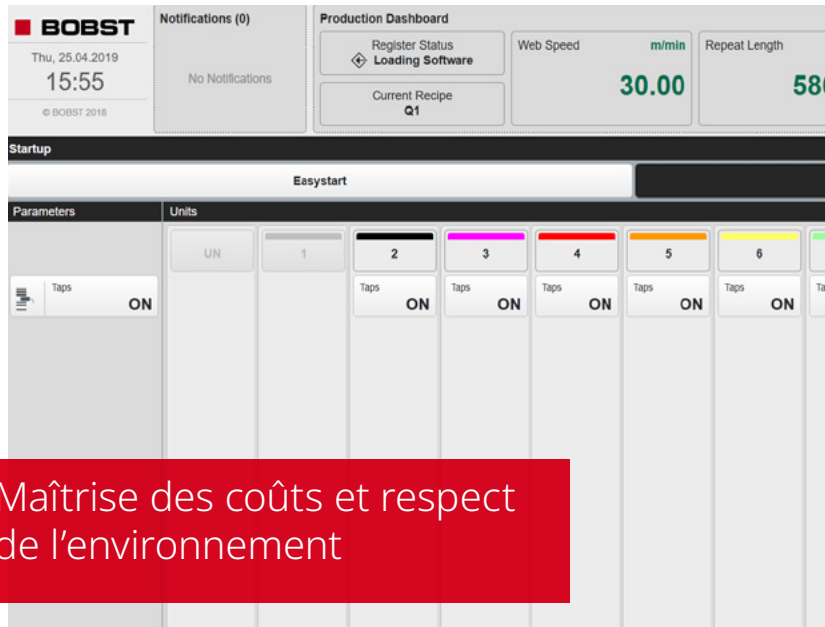 BOBST
Thu, 25.04.2019
15:55
© BOBST 2018
Notifications (0)
No Notifications
Production Dashboard
Register Status
Loading Software
Current Recipe
Q1
Web Speed m/min
30.00
Repeat Length
580
Startup
Easystart
Parameters
Units
UN 1 2 3 4 5 6
Taps ON
Taps ON
Taps ON
Taps ON
Taps ON
Taps ON
Maîtrise des coûts et respect
de l’environnement